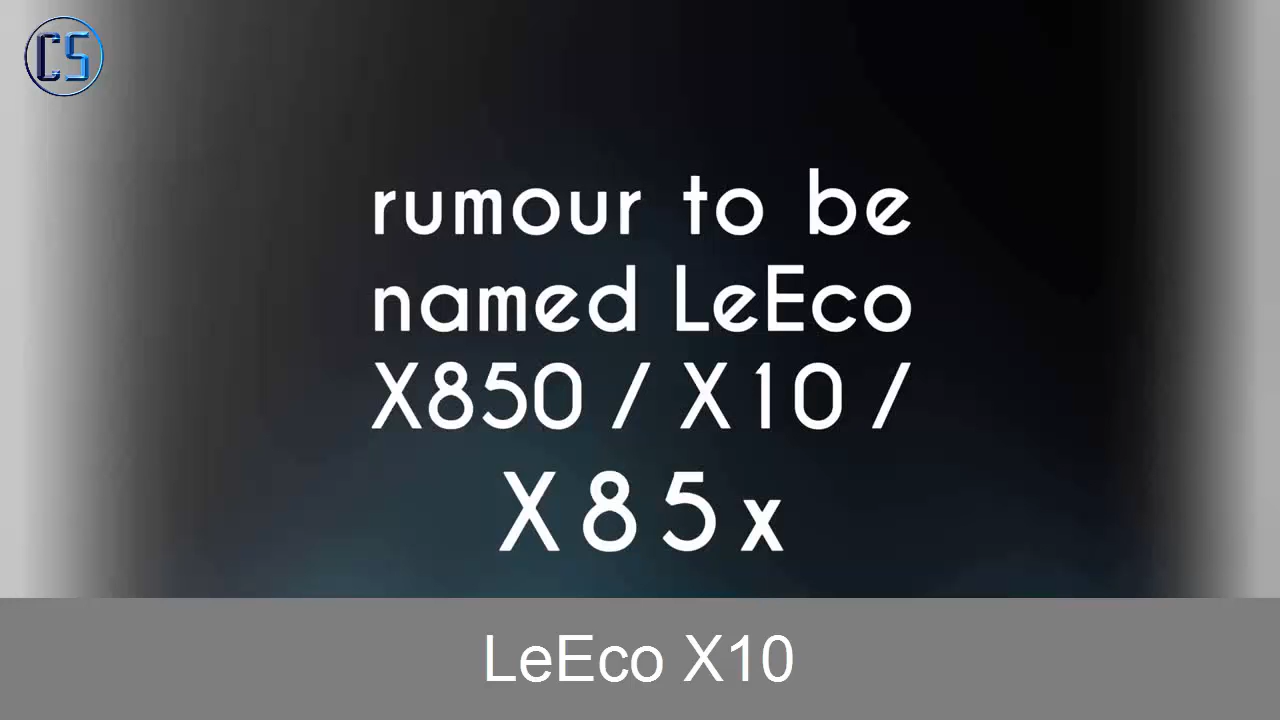 CS
rumour to be
named LeEco
X850 / X10 /
X85x
LeEco X10